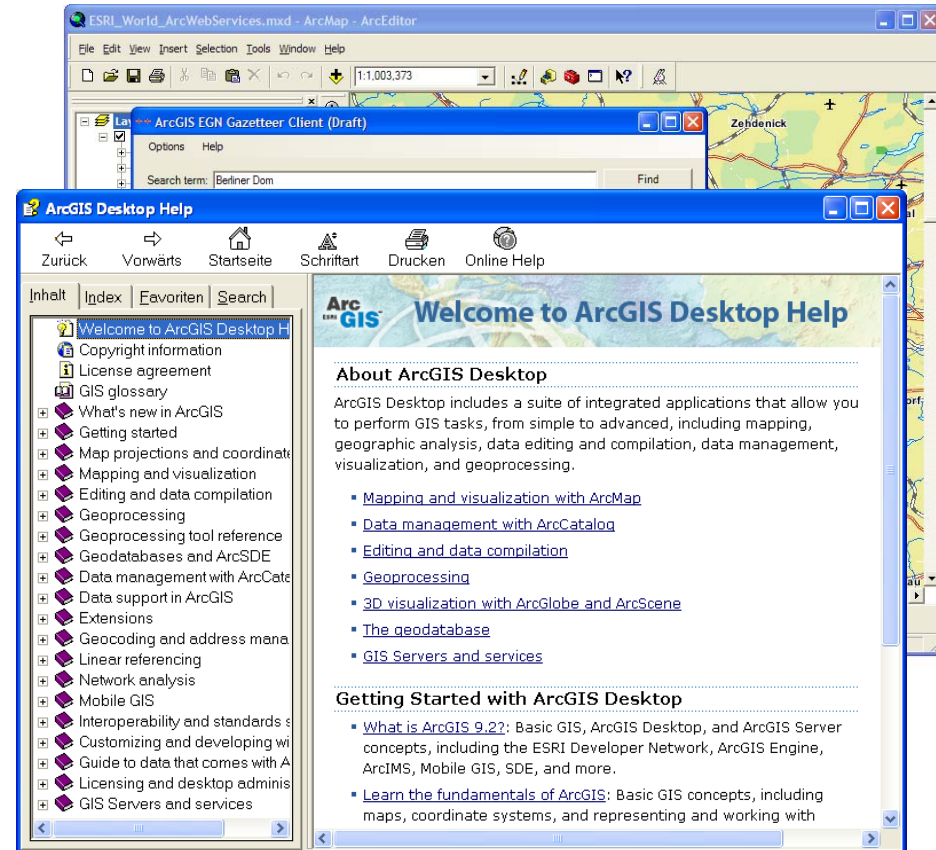 ESRI_World_ArcWebServices.mxd - ArcMap - ArcEditor
File Edit View Insert Selection Tools Window Help
1:1,003,373
ArcGIS EGN Gazetteer Client (Draft)
Zehdenick
Options Help
Search term: Berliner Dom Find
ArcGIS Desktop Help
Zurück Vorwärts Startseite Schriftart Drucken Online Help
Inhalt Index Favoriten Search
Welcome to ArcGIS Desktop H
Copyright information
License agreement
GIS glossary
What's new in ArcGIS
Getting started
Map projections and coordinate
Mapping and visualization
Editing and data compilation
Geoprocessing
Geoprocessing tool reference
Geodatabases and ArcSDE
Data management with ArcCata
Data support in ArcGIS
Extensions
Geocoding and address mana
Linear referencing
Network analysis
Mobile GIS
Interoperability and standards s
Customizing and developing wi
Guide to data that comes with A
Licensing and desktop adminis
GIS Servers and services
ESRI ArcGIS Welcome to ArcGIS Desktop Help
About ArcGIS Desktop
ArcGIS Desktop includes a suite of integrated applications that allow you
to perform GIS tasks, from simple to advanced, including mapping,
geographic analysis, data editing and compilation, data management,
visualization, and geoprocessing.
Mapping and visualization with ArcMap
Data management with ArcCatalog
Editing and data compilation
Geoprocessing
3D visualization with ArcGlobe and ArcScene
The geodatabase
GIS Servers and services
Getting Started with ArcGIS Desktop
What is ArcGIS 9.2?: Basic GIS, ArcGIS Desktop, and ArcGIS Server
concepts, including the ESRI Developer Network, ArcGIS Engine,
ArcIMS, Mobile GIS, SDE, and more.
Learn the fundamentals of ArcGIS: Basic GIS concepts, including
maps, coordinate systems, and representing and working with